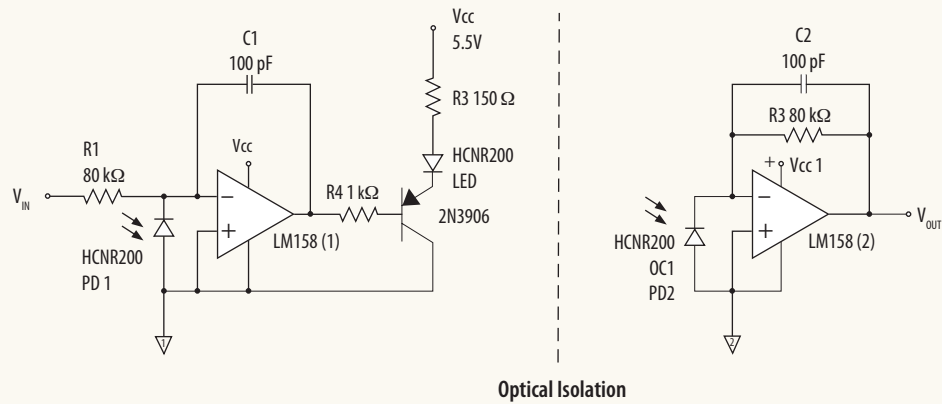 C1
100 pF
Vcc
5.5V
R3 150 Ω
HCNR200
LED
2N3906
R1
80 kΩ
Vcc
VIN
R4 1 kΩ
−
+
LM158 (1)
HCNR200
PD 1
1
C2
100 pF
R3 80 kΩ
+
Vcc 1
−
+
VOUT
LM158 (2)
HCNR200
OC1
PD2
2
Optical Isolation